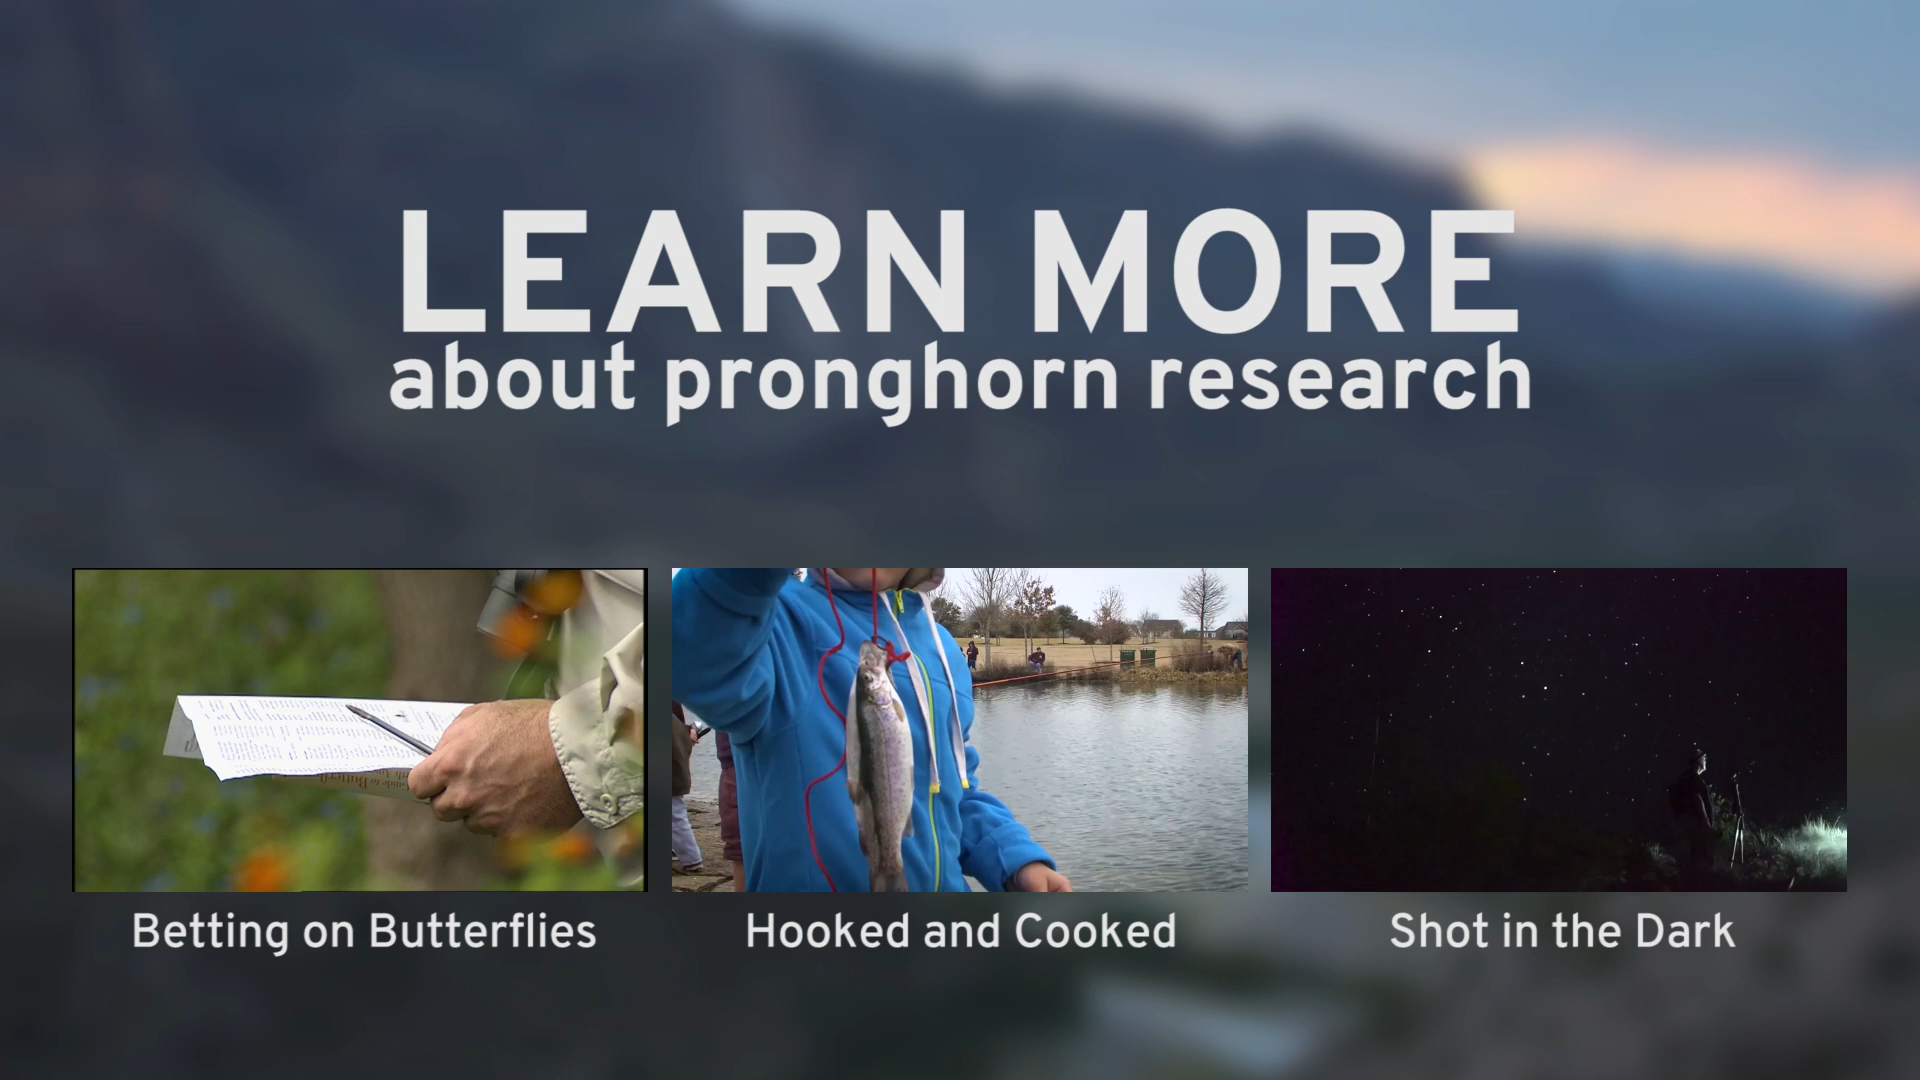 LEARN MORE
about pronghorn research
Betting on Butterflies
Hooked and Cooked
Shot in the Dark